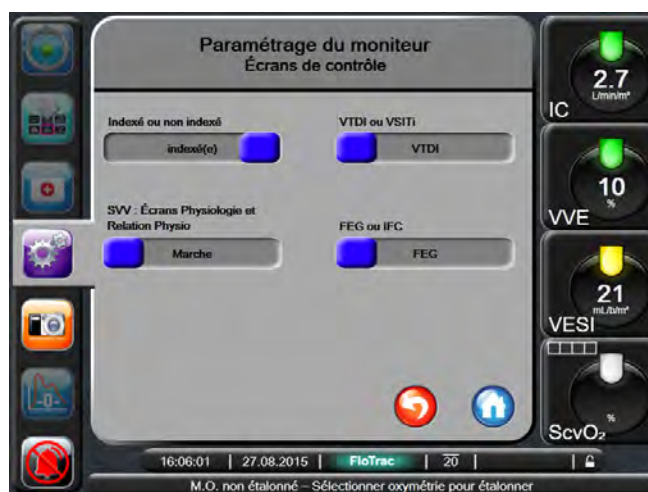 Paramétrage du moniteur
Écrans de contrôle
Indexé ou non indexé
indexé(e)
VTDI ou VSITi
VTDI
SVV : Écrans Physiologie et
Relation Physio
Marche
FEG ou IFC
FEG
2.7
L/min/m²
IC
10
%
VVE
21
mL/b/m²
VESI
%
ScvO₂
-0-
16:06:01 | 27.08.2015 | FloTrac | 20 |
M.O. non étalonné – Sélectionner oxymétrie pour étalonner